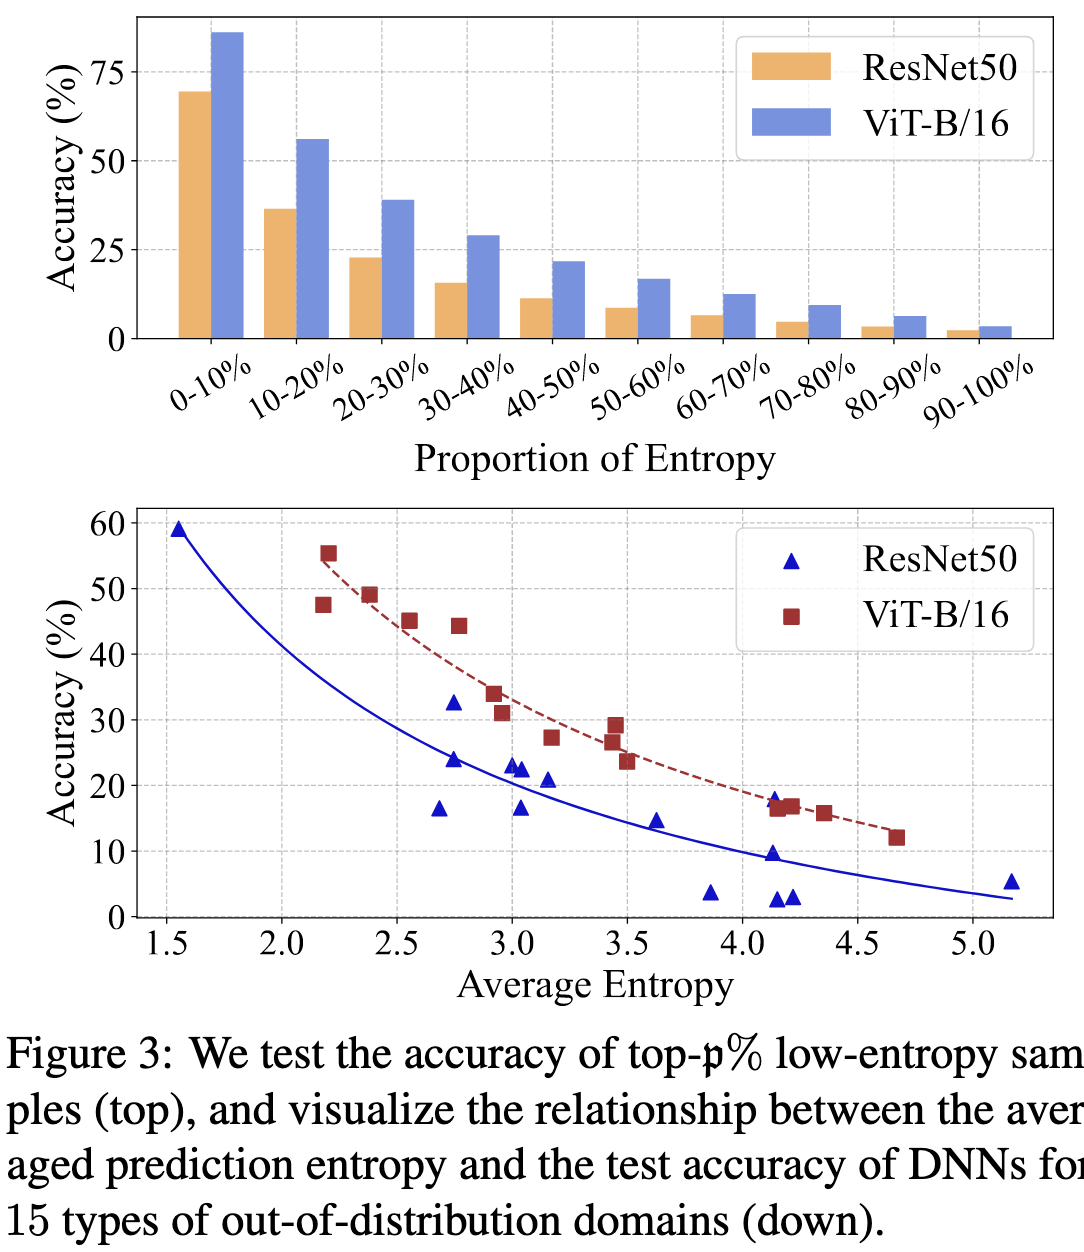 75
50
25
0
Accuracy (%)
ResNet50
ViT-B/16
0-10%
10-20%
20-30%
30-40%
40-50%
50-60%
60-70%
70-80%
80-90%
90-100%
Proportion of Entropy
60
50
40
30
20
10
0
Accuracy (%)
ResNet50
ViT-B/16
1.5
2.0
2.5
3.0
3.5
4.0
4.5
5.0
Average Entropy
Figure 3: We test the accuracy of top-𝔭% low-entropy sam
ples (top), and visualize the relationship between the aver
aged prediction entropy and the test accuracy of DNNs for
15 types of out-of-distribution domains (down).